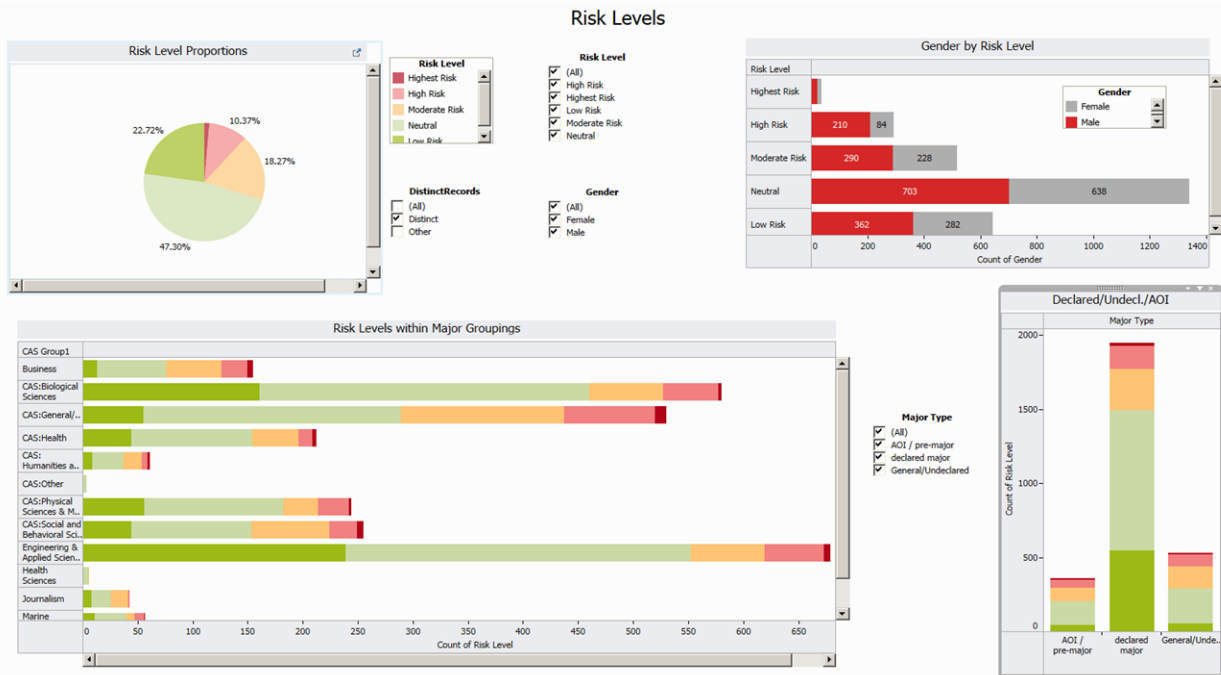 Risk Levels
Risk Level Proportions
22.72%
10.37%
18.27%
47.30%
Risk Level
Highest Risk
High Risk
Moderate Risk
Neutral
Low Risk
Risk Level
(All)
High Risk
Highest Risk
Low Risk
Moderate Risk
Neutral
DistinctRecords
(All)
Distinct
Other
Gender
(All)
Female
Male
Gender by Risk Level
Risk Level
Highest Risk
High Risk
210
84
Moderate Risk
290
228
Neutral
703
638
Low Risk
362
282
0 200 400 600 800 1000 1200 1400
Count of Gender
Gender
Female
Male
Risk Levels within Major Groupings
CAS Group1
Business
CAS:Biological
Sciences
CAS:General/..
CAS:Health
CAS:
Humanities a..
CAS:Other
CAS:Physical
Sciences & M..
CAS:Social and
Behavioral Sci..
Engineering &
Applied Scien..
Health
Sciences
Journalism
Marine
0 50 100 150 200 250 300 350 400 450 500 550 600 650
Count of Risk Level
Major Type
(All)
AOI / pre-major
declared major
General/Undeclared
Declared/Undecl./AOI
Major Type
2000
1500
1000
500
0
Count of Risk Level
AOI /
pre-major
declared
major
General/Unde..